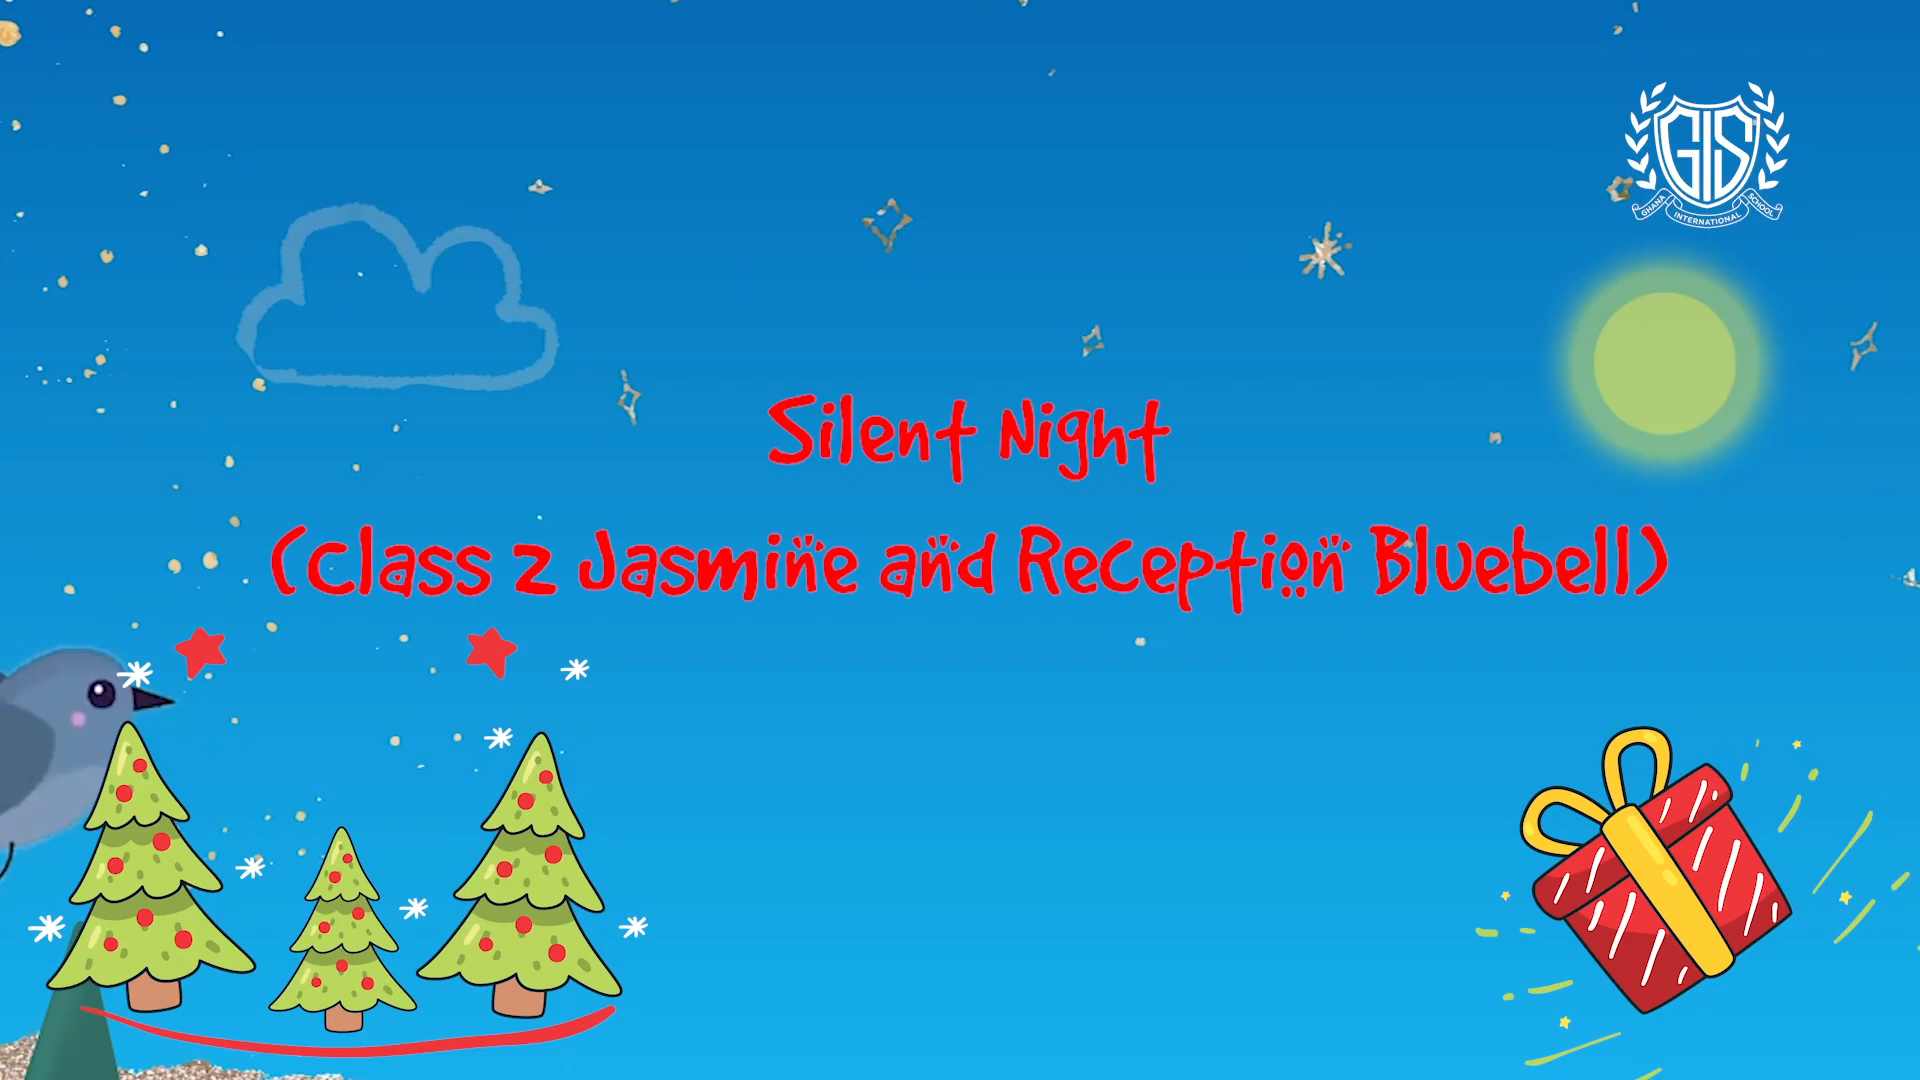 GIS
GHANA INTERNATIONAL SCHOOL
Silent Night
(Class 2 Jasmine and Reception Bluebell)